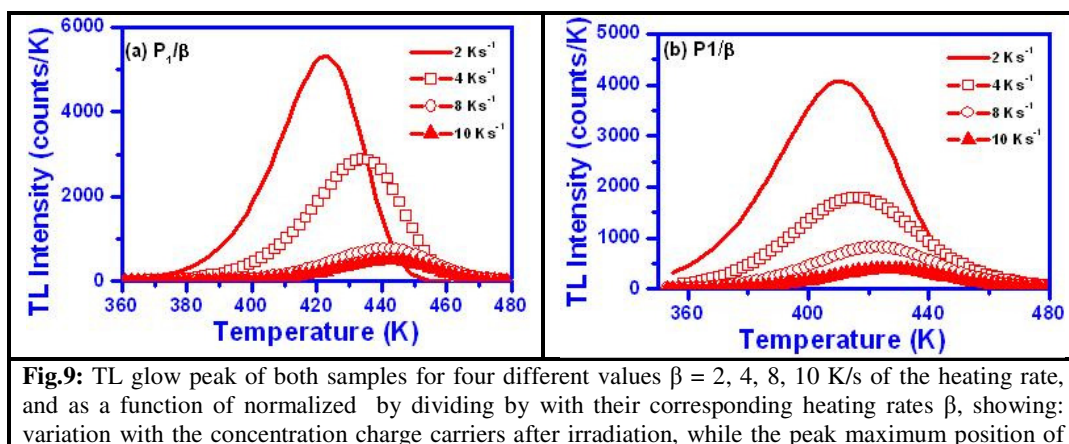 (a) P₁/β
2 Ks⁻¹
4 Ks⁻¹
8 Ks⁻¹
10 Ks⁻¹
TL Intensity (counts/K)
6000
4000
2000
0
360 400 420 440 460 480
Temperature (K)
(b) P1/β
2 Ks⁻¹
4 Ks⁻¹
8 Ks⁻¹
10 Ks⁻¹
TL Intensity (counts/K)
5000
4000
3000
2000
1000
0
360 400 440 480
Temperature (K)
Fig.9: TL glow peak of both samples for four different values β = 2, 4, 8, 10 K/s of the heating rate,
and as a function of normalized by dividing by with their corresponding heating rates β, showing:
variation with the concentration charge carriers after irradiation, while the peak maximum position of